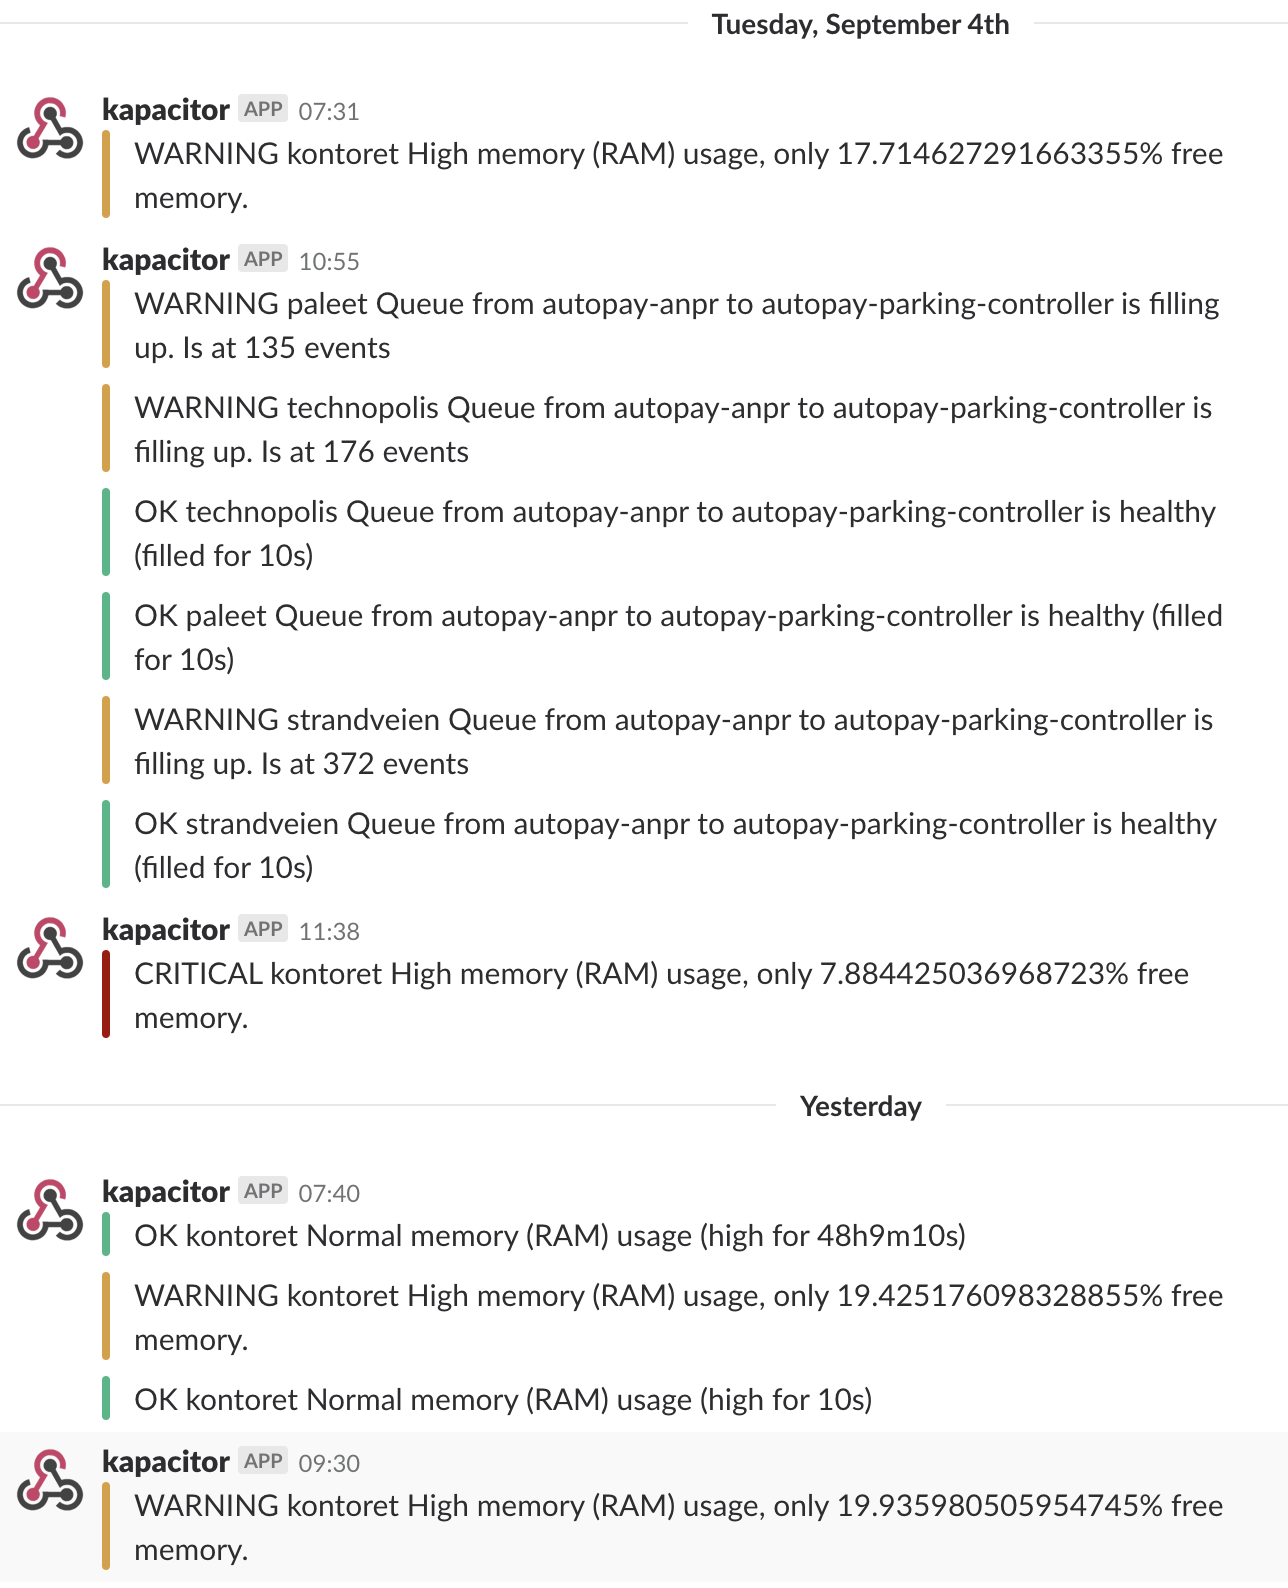 Tuesday, September 4th
kapacitor APP 07:31
WARNING kontoret High memory (RAM) usage, only 17.714627291663355% free
memory.
kapacitor APP 10:55
WARNING paleet Queue from autopay-anpr to autopay-parking-controller is filling
up. Is at 135 events
WARNING technopolis Queue from autopay-anpr to autopay-parking-controller is
filling up. Is at 176 events
OK technopolis Queue from autopay-anpr to autopay-parking-controller is healthy
(filled for 10s)
OK paleet Queue from autopay-anpr to autopay-parking-controller is healthy (filled
for 10s)
WARNING strandveien Queue from autopay-anpr to autopay-parking-controller is
filling up. Is at 372 events
OK strandveien Queue from autopay-anpr to autopay-parking-controller is healthy
(filled for 10s)
kapacitor APP 11:38
CRITICAL kontoret High memory (RAM) usage, only 7.884425036968723% free
memory.
Yesterday
kapacitor APP 07:40
OK kontoret Normal memory (RAM) usage (high for 48h9m10s)
WARNING kontoret High memory (RAM) usage, only 19.425176098328855% free
memory.
OK kontoret Normal memory (RAM) usage (high for 10s)
kapacitor APP 09:30
WARNING kontoret High memory (RAM) usage, only 19.935980505954745% free
memory.